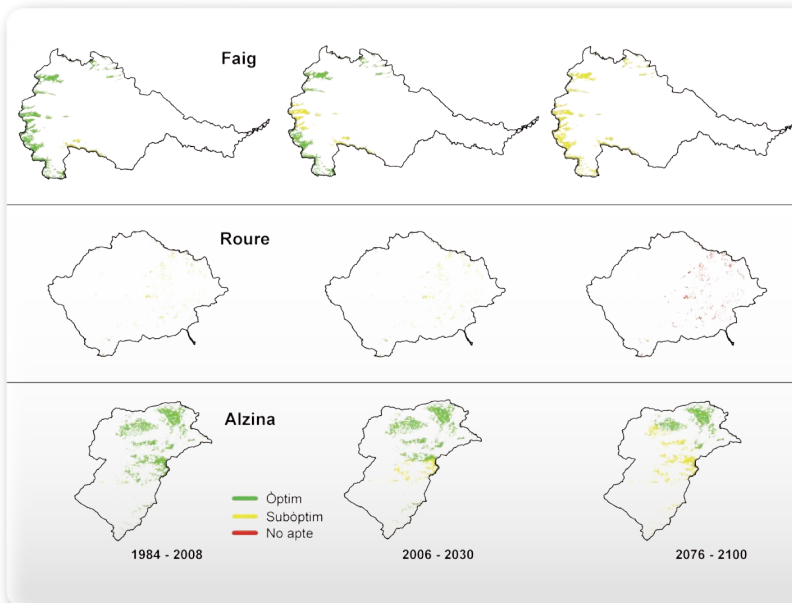 Faig
Roure
Alzina
Òptim
Subòptim
No apte
1984 - 2008
2006 - 2030
2076 - 2100